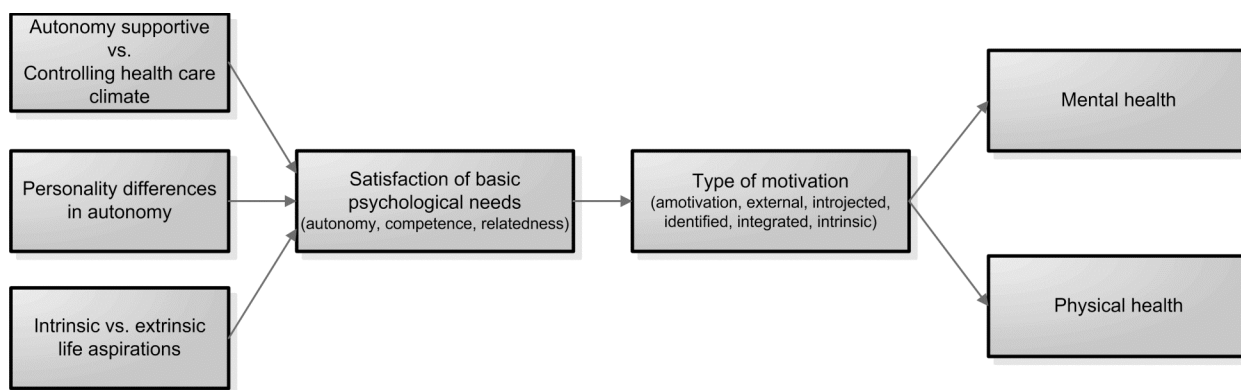 Autonomy supportive
vs.
Controlling health care
climate
Personality differences
in autonomy
Intrinsic vs. extrinsic
life aspirations
Satisfaction of basic
psychological needs
(autonomy, competence, relatedness)
Type of motivation
(amotivation, external, introjected,
identified, integrated, intrinsic)
Mental health
Physical health